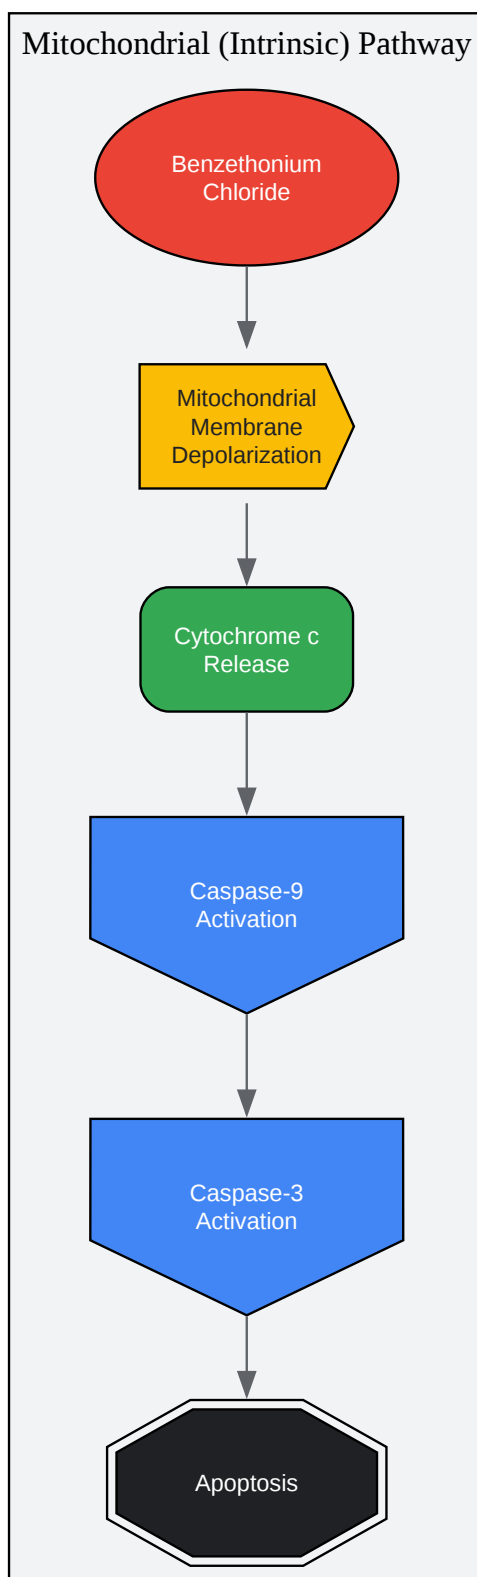 Mitochondrial (Intrinsic) Pathway
Benzethonium
Chloride
Mitochondrial
Membrane
Depolarization
Cytochrome c
Release
Caspase-9
Activation
Caspase-3
Activation
Apoptosis